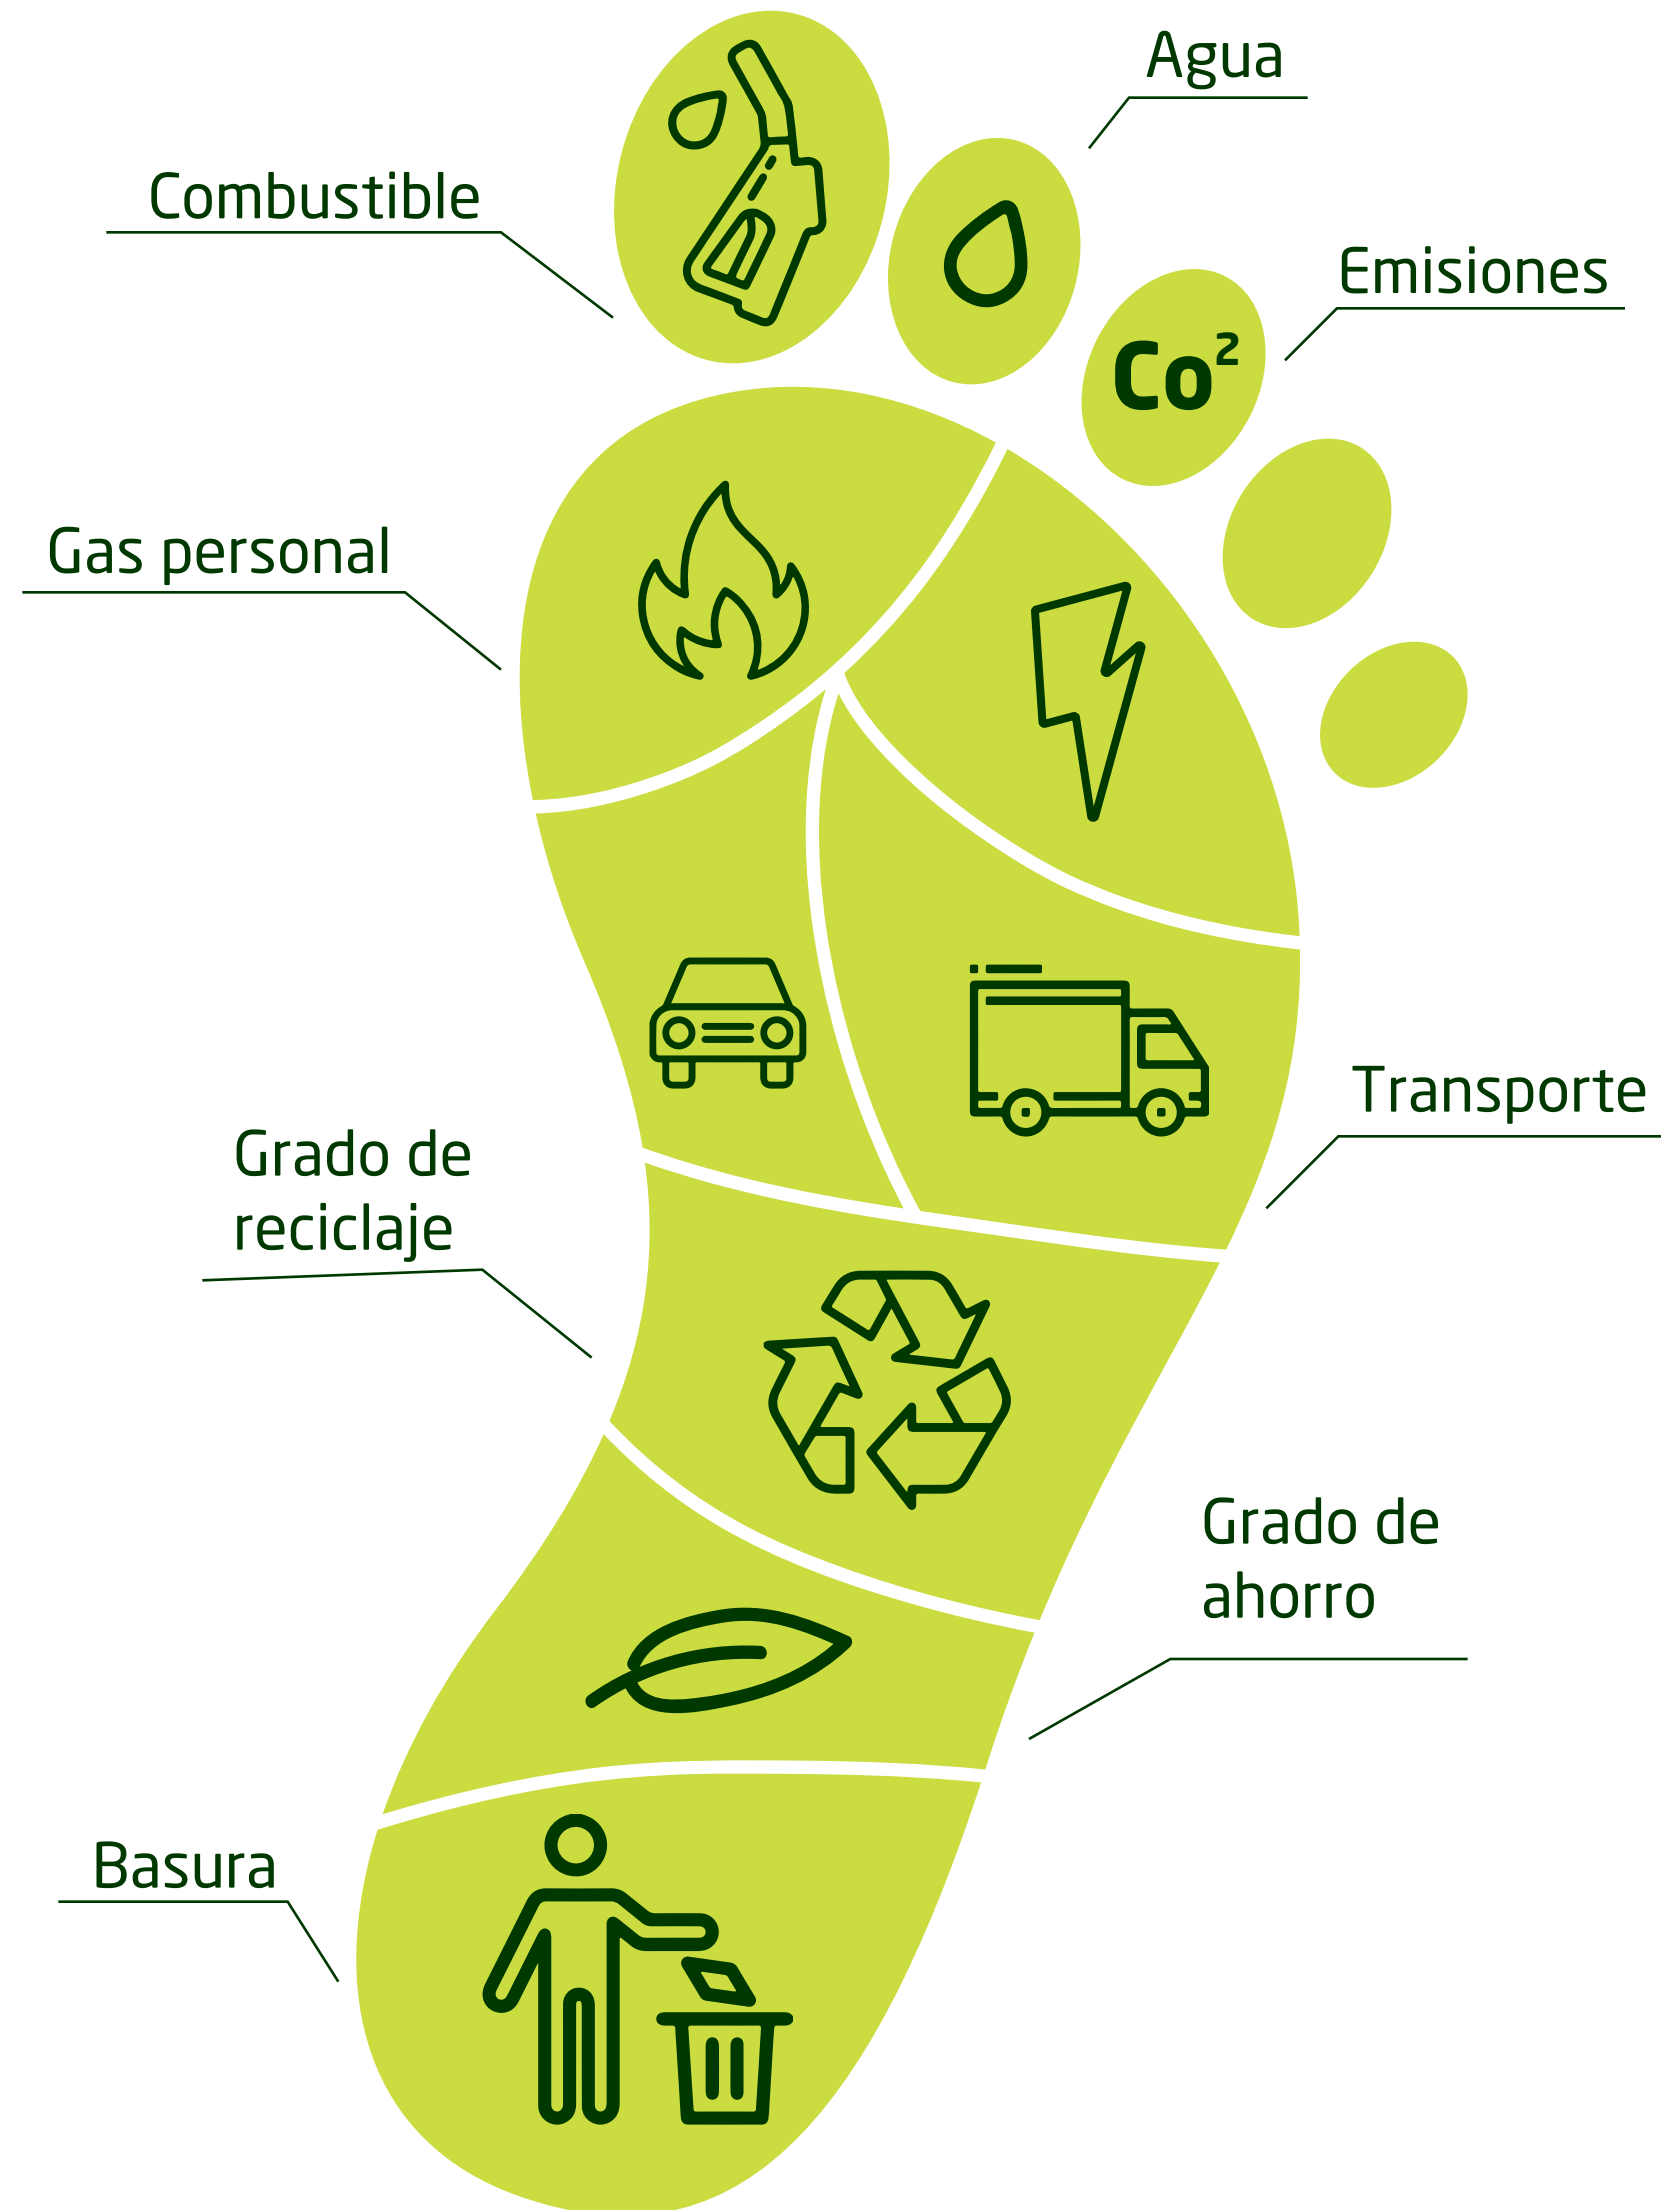 Agua
Combustible
Emisiones
Co²
Gas personal
Transporte
Grado de
reciclaje
Grado de
ahorro
Basura